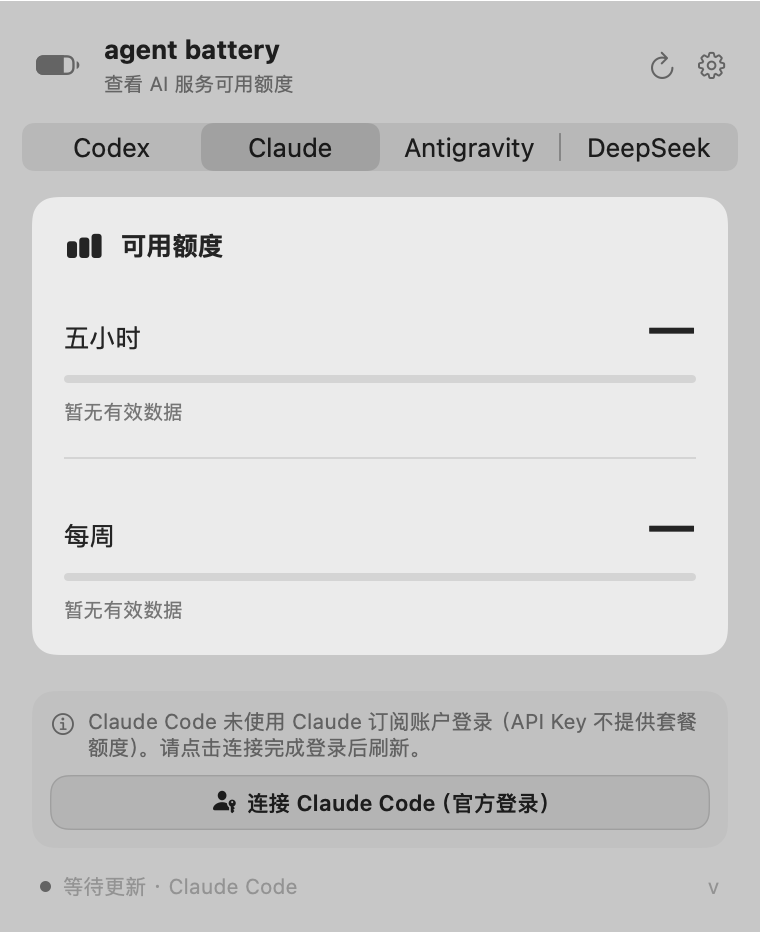 agent battery
查看 AI 服务可用额度
Codex
Claude
Antigravity
DeepSeek
可用额度
五小时
—
暂无有效数据
每周
—
暂无有效数据
Claude Code 未使用 Claude 订阅账户登录（API Key 不提供套餐
额度）。请点击连接完成登录后刷新。
连接 Claude Code（官方登录）
等待更新 · Claude Code
v